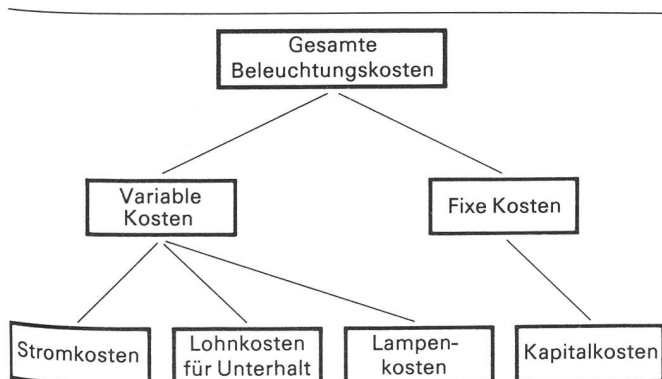 Gesamte
Beleuchtungskosten
Variable
Kosten
Fixe Kosten
Stromkosten
Lohnkosten
für Unterhalt
Lampen-
kosten
Kapitalkosten